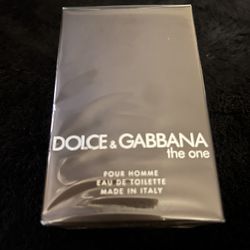 DOLCE & GABBANA
the one
POUR HOMME
EAU DE TOILETTE
MADE IN ITALY